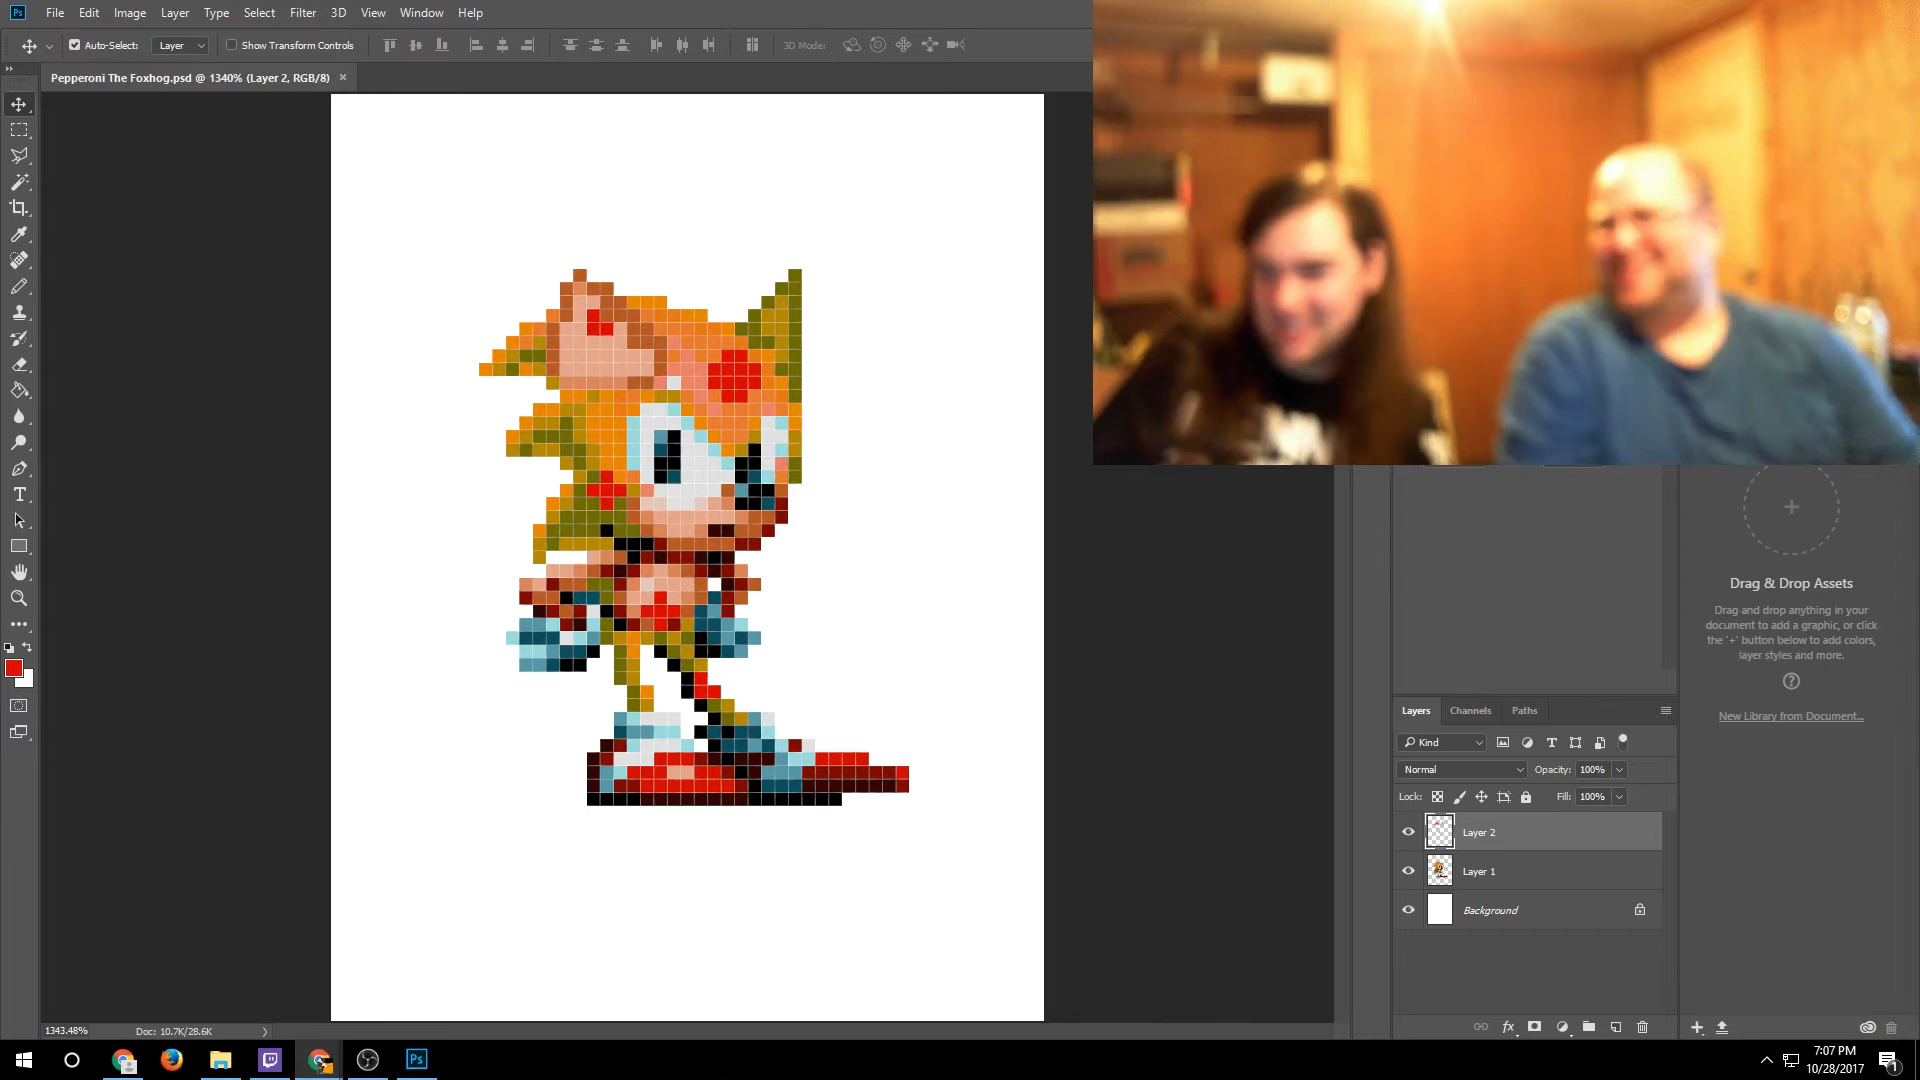 Ps File Edit Image Layer Type Select Filter 3D View Window Help
Auto-Select: Layer Show Transform Controls 3D Mode:
Pepperoni The Foxhog.psd @ 1340% (Layer 2, RGB/8) ×
Drag & Drop Assets
Drag and drop anything in your
document to add a graphic, or click
the '+' button below to add colors,
layer styles and more.
?
New Library from Document...
Layers Channels Paths
Kind
Normal Opacity: 100%
Lock: Fill: 100%
Layer 2
Layer 1
Background
fx
1343.48% Doc: 10.7K/28.6K
Ps
7:07 PM
10/28/2017
1